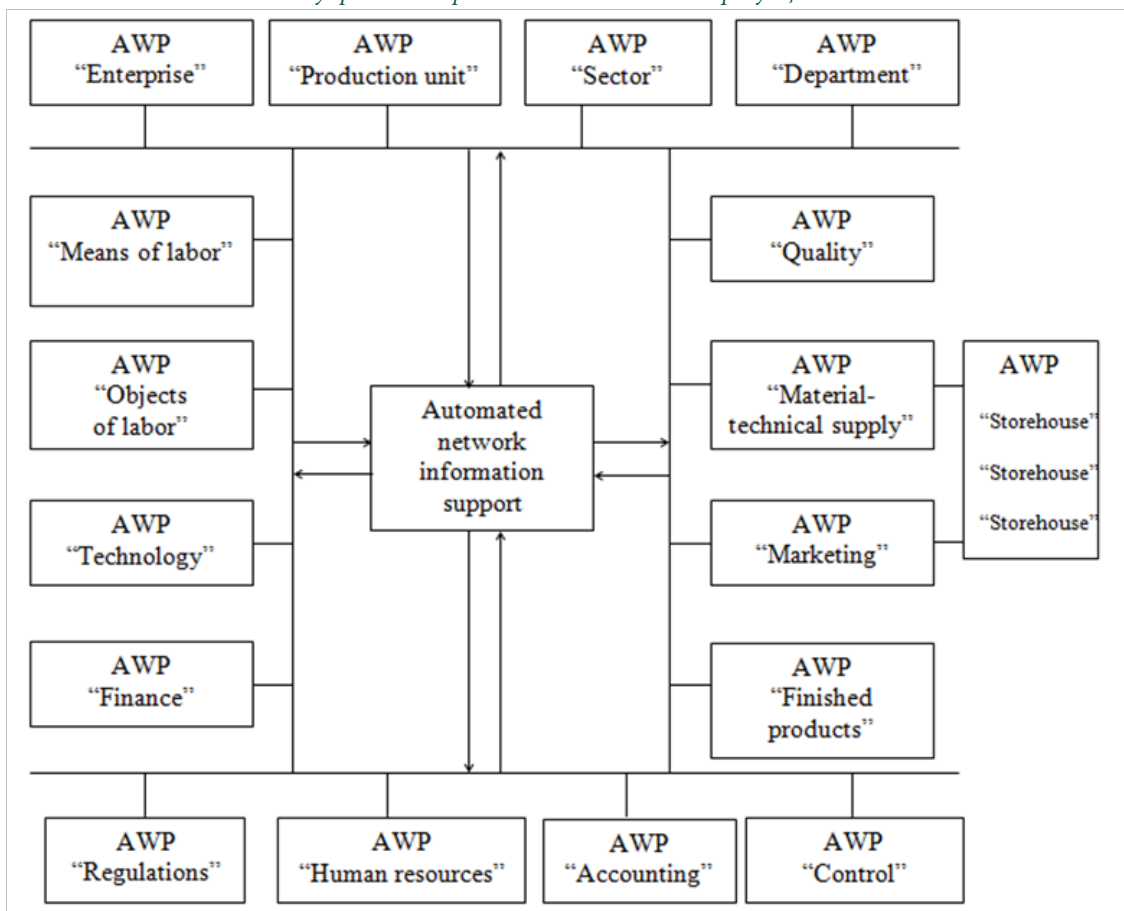 AWP
“Enterprise”
AWP
“Production unit”
AWP
“Sector”
AWP
“Department”
AWP
“Means of labor”
AWP
“Quality”
AWP
“Objects
of labor”
AWP
“Material-
technical supply”
AWP
“Storehouse”
“Storehouse”
“Storehouse”
Automated
network
information
support
AWP
“Technology”
AWP
“Marketing”
AWP
“Finance”
AWP
“Finished
products”
AWP
“Regulations”
AWP
“Human resources”
AWP
“Accounting”
AWP
“Control”